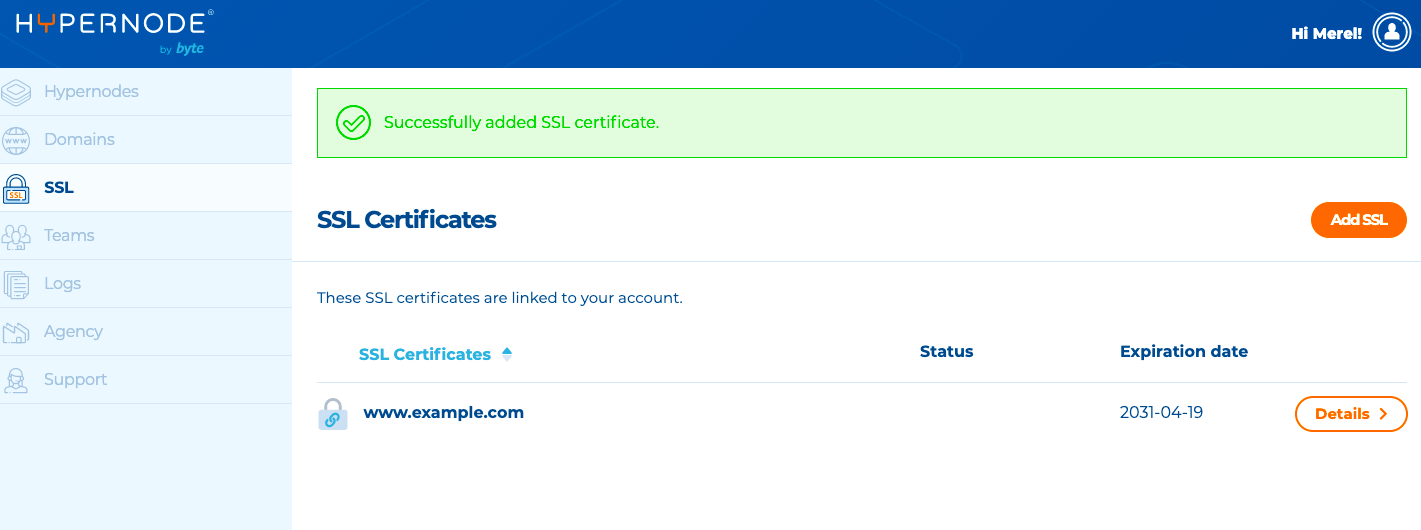 HYPERNODE®
by byte
Hi Merel!
Hypernodes
www
Domains
SSL
SSL
Teams
Logs
Agency
Support
Successfully added SSL certificate.
SSL Certificates
Add SSL
These SSL certificates are linked to your account.
SSL Certificates Status Expiration date
www.example.com 2031-04-19 Details